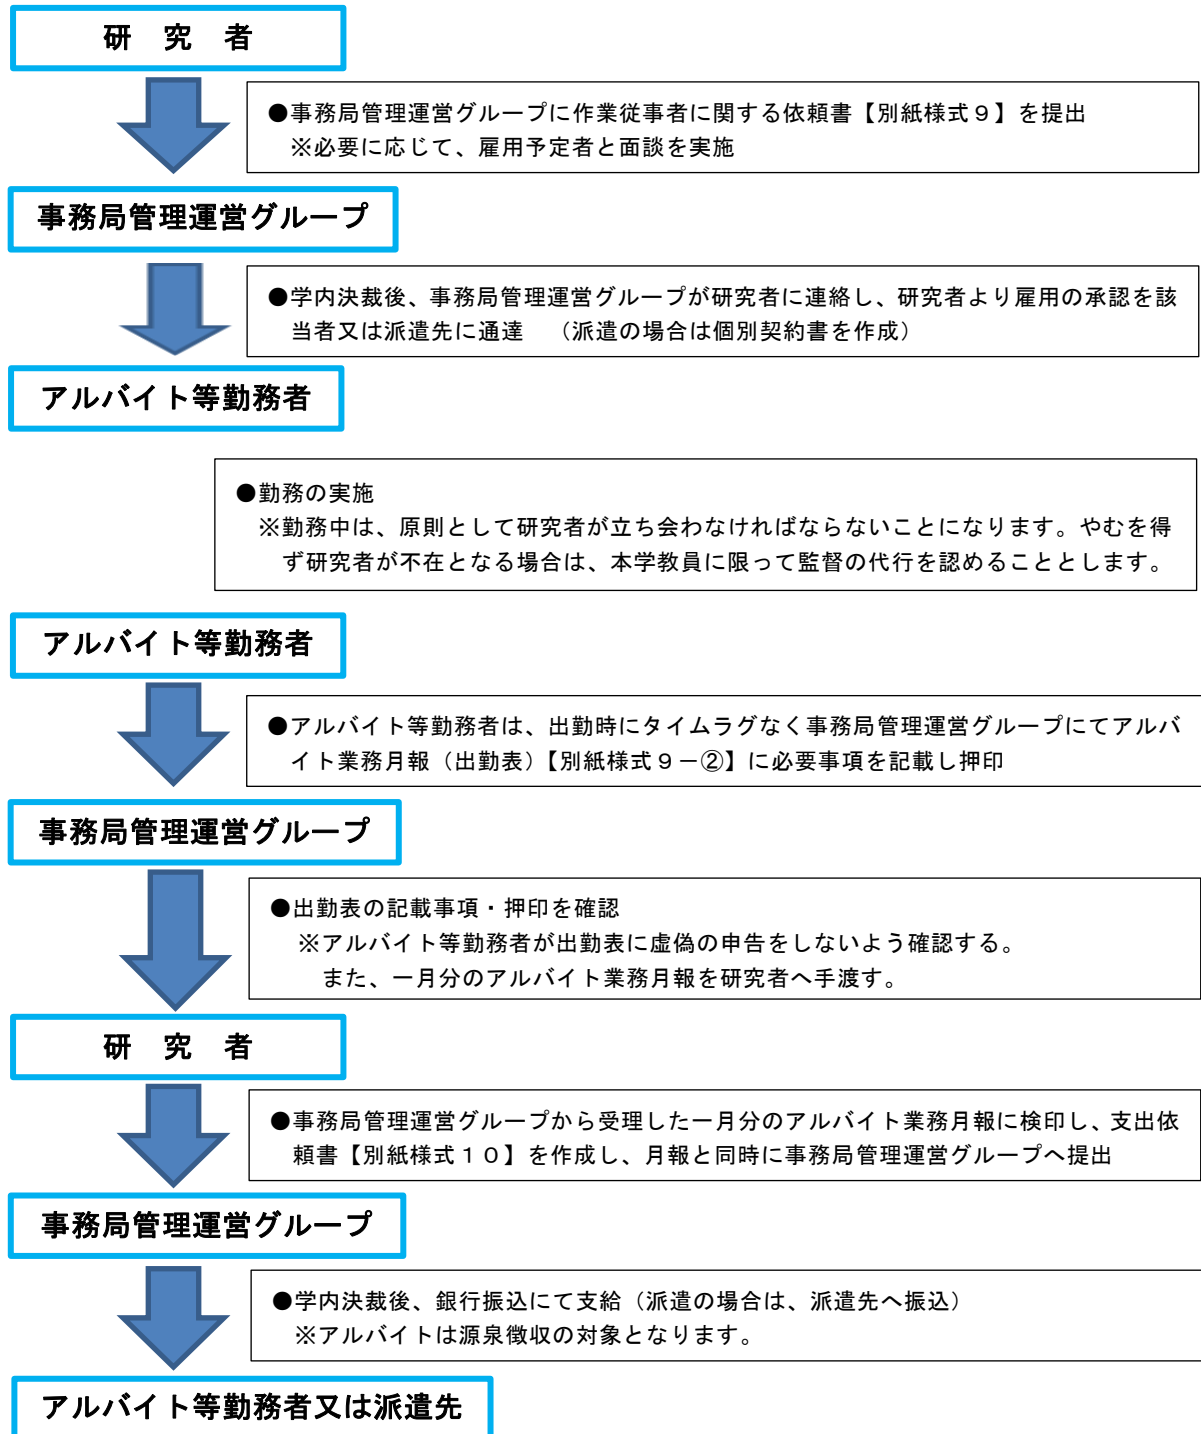 研　究　者
●事務局管理運営グループに作業従事者に関する依頼書【別紙様式９】を提出
※必要に応じて、雇用予定者と面談を実施
事務局管理運営グループ
●学内決裁後、事務局管理運営グループが研究者に連絡し、研究者より雇用の承認を該
当者又は派遣先に通達　（派遣の場合は個別契約書を作成）
アルバイト等勤務者
●勤務の実施
※勤務中は、原則として研究者が立ち会わなければならないことになります。やむを得
ず研究者が不在となる場合は、本学教員に限って監督の代行を認めることとします。
アルバイト等勤務者
●アルバイト等勤務者は、出勤時にタイムラグなく事務局管理運営グループにてアルバ
イト業務月報（出勤表）【別紙様式９－②】に必要事項を記載し押印
事務局管理運営グループ
●出勤表の記載事項・押印を確認
※アルバイト等勤務者が出勤表に虚偽の申告をしないよう確認する。
また、一月分のアルバイト業務月報を研究者へ手渡す。
研　究　者
●事務局管理運営グループから受理した一月分のアルバイト業務月報に検印し、支出依
頼書【別紙様式１０】を作成し、月報と同時に事務局管理運営グループへ提出
事務局管理運営グループ
●学内決裁後、銀行振込にて支給（派遣の場合は、派遣先へ振込）
※アルバイトは源泉徴収の対象となります。
アルバイト等勤務者又は派遣先